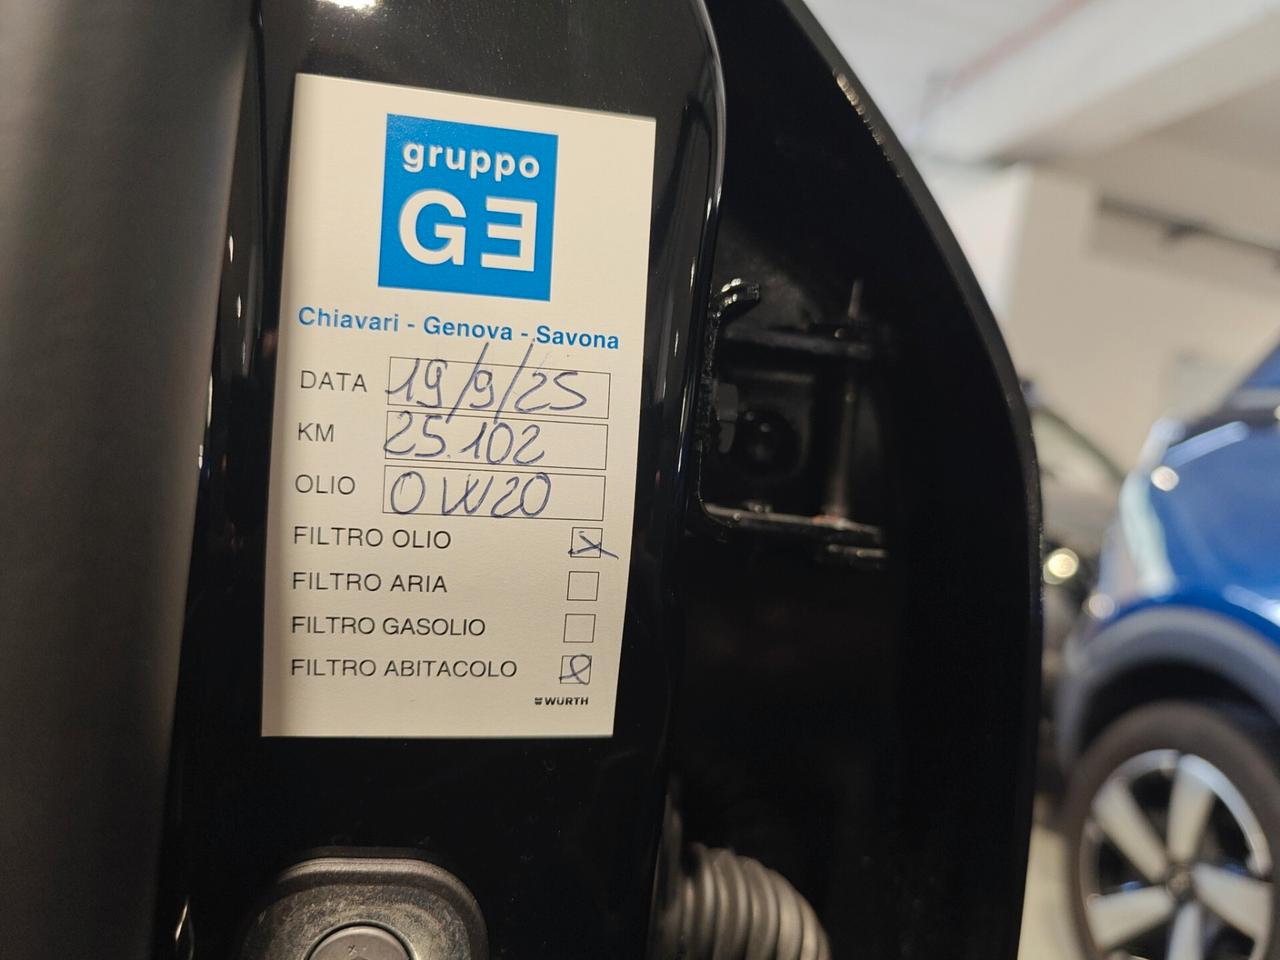 gruppo
GE
Chiavari - Genova - Savona
DATA 19/9/25
KM 25.102
OLIO 0W20
FILTRO OLIO
FILTRO ARIA
FILTRO GASOLIO
FILTRO ABITACOLO
WÜRTH